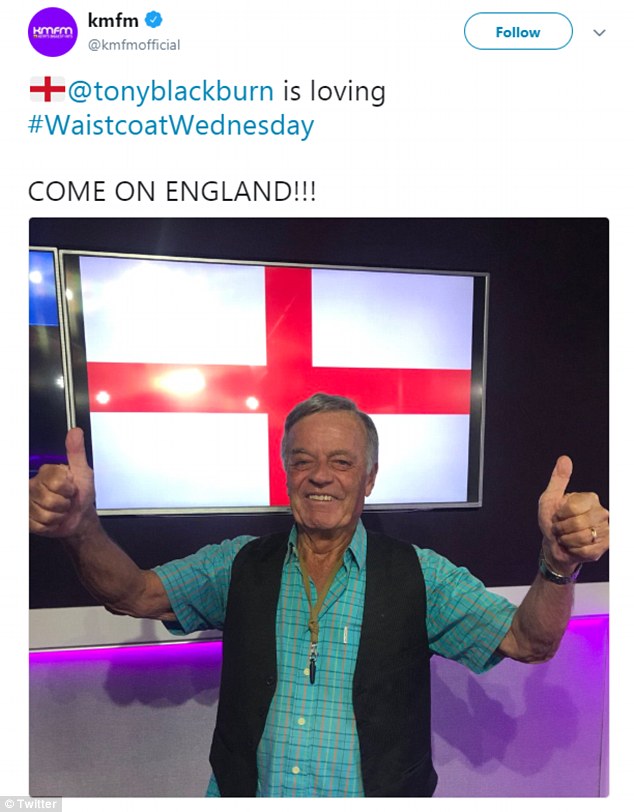 kmfm
kmfm
@kmfmofficial
Follow
@tonyblackburn is loving
#WaistcoatWednesday
COME ON ENGLAND!!!
© Twitter